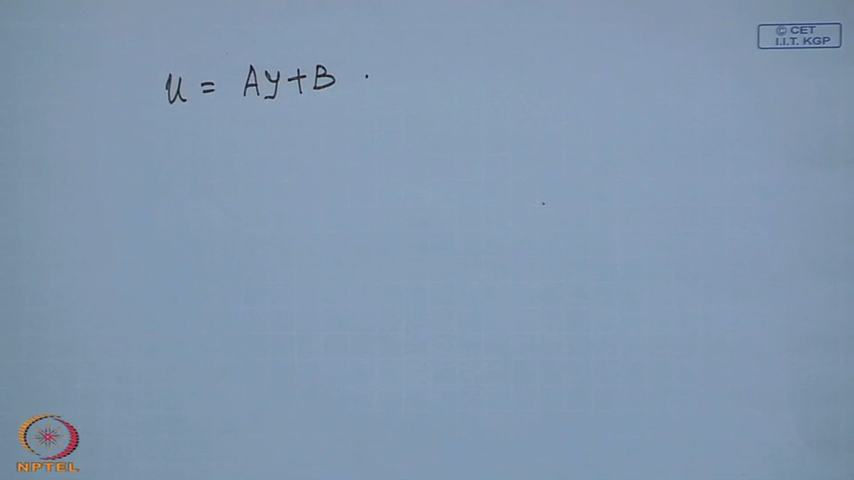 © CET
I.I.T. KGP
u = Ay + B .
NPTEL